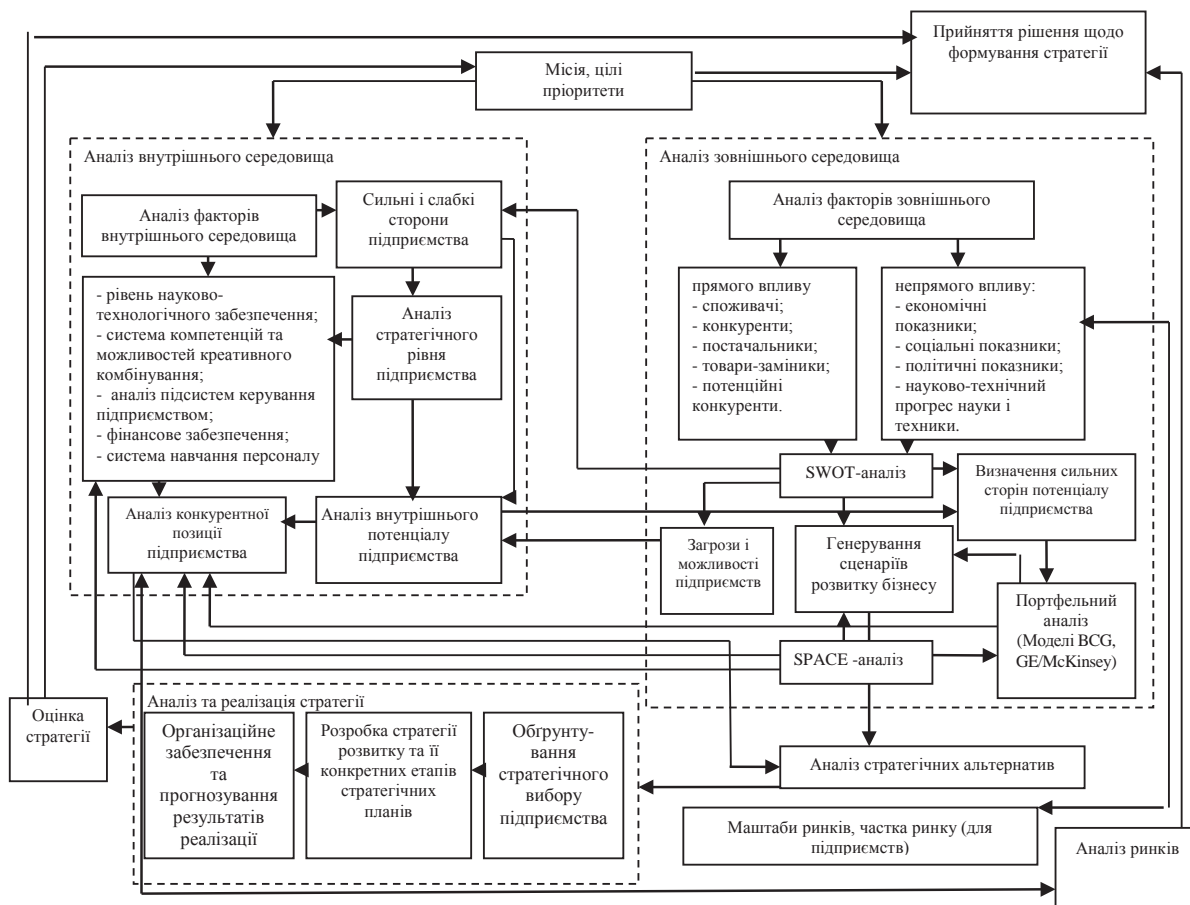 Прийняття рішення щодо
формування стратегії
Місія, цілі
пріоритети
Аналіз внутрішнього середовища
Аналіз факторів
внутрішнього середовища
Сильні і слабкі
сторони
підприємства
- рівень науково-
технологічного забезпечення;
- система компетенцій та
можливостей креативного
комбінування;
- аналіз підсистем керування
підприємством;
- фінансове забезпечення;
- система навчання персоналу
Аналіз
стратегічного
рівня
підприємства
Аналіз конкурентної
позиції
підприємства
Аналіз внутрішнього
потенціалу
підприємства
Аналіз зовнішнього середовища
Аналіз факторів зовнішнього
середовища
прямого впливу
- споживачі;
- конкуренти;
- постачальники;
- товари-заміники;
- потенційні
конкуренти.
непрямого впливу:
- економічні
показники;
- соціальні показники;
- політичні показники;
- науково-технічний
прогрес науки і
техники.
SWOT-аналіз
Визначення сильних
сторін потенціалу
підприємства
Загрози і
можливості
підприємств
Генерування
сценаріїв
розвитку бізнесу
Портфельний
аналіз
(Моделі BCG,
GE/McKinsey)
SPACE -аналіз
Оцінка
стратегії
Аналіз та реалізація стратегії
Організаційне
забезпечення
та
прогнозування
результатів
реалізації
Розробка стратегії
розвитку та її
конкретних етапів
стратегічних
планів
Обґрунту-
вання
стратегічного
вибору
підприємства
Аналіз стратегічних альтернатив
Маштаби ринків, частка ринку (для
підприємств)
Аналіз ринків